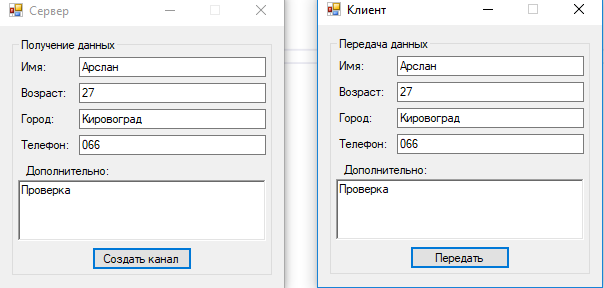 Сервер
Получение данных
Имя: Арслан
Возраст: 27
Город: Кировоград
Телефон: 066
Дополнительно:
Проверка
Создать канал
Клиент
Передача данных
Имя: Арслан
Возраст: 27
Город: Кировоград
Телефон: 066
Дополнительно:
Проверка
Передать